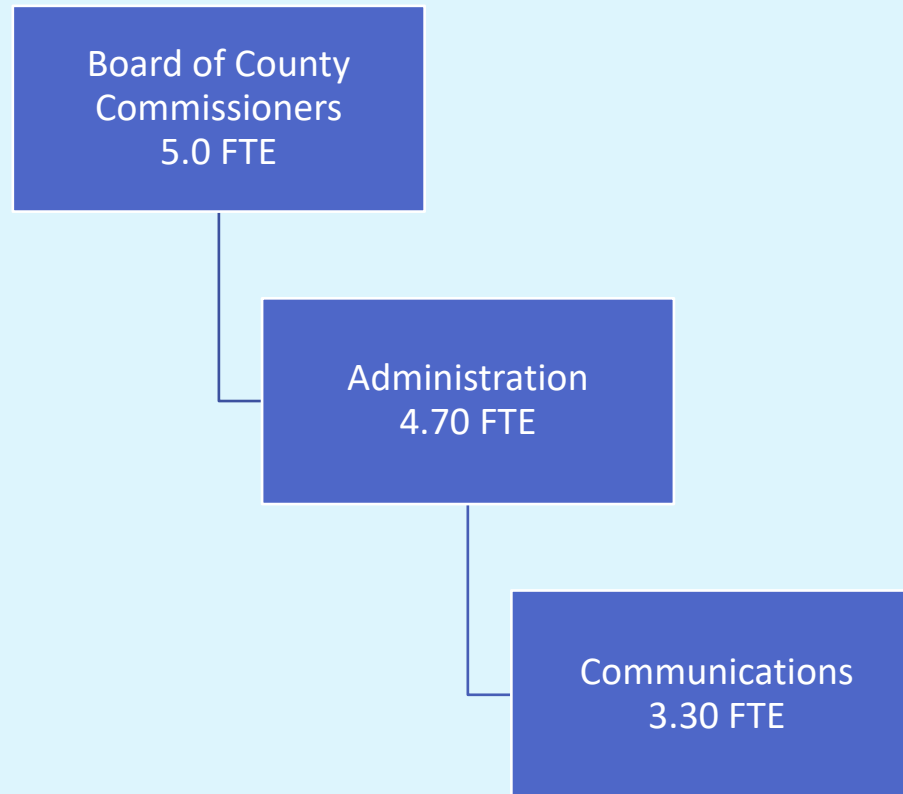 Board of County
Commissioners
5.0 FTE
Administration
4.70 FTE
Communications
3.30 FTE